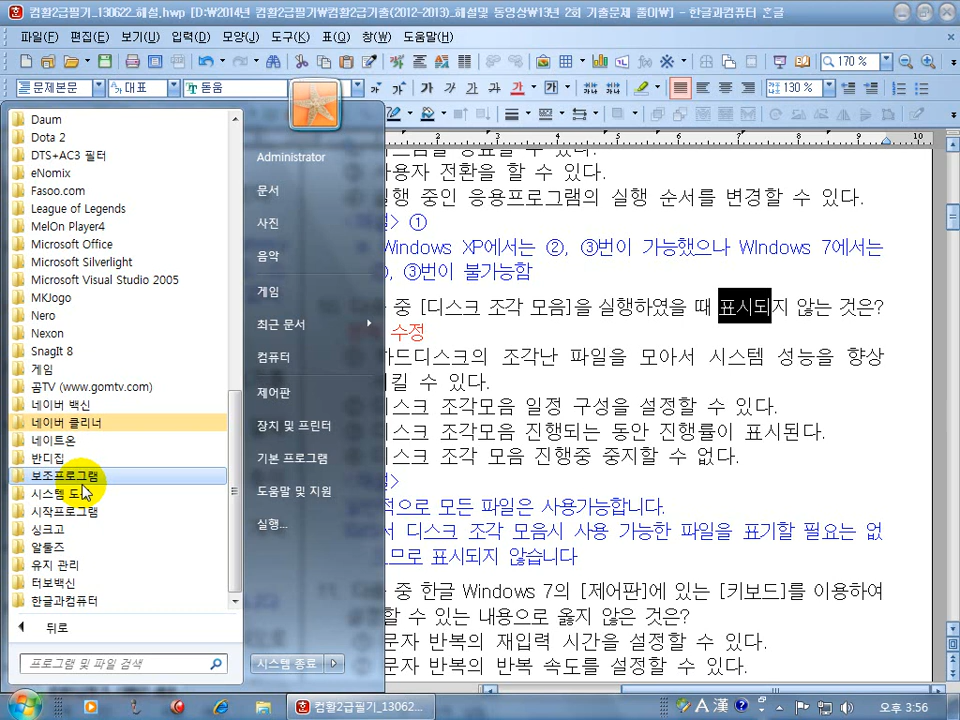 컴활2급필기_130622_해설.hwp [D:₩2014년 컴활2급필기₩컴활2급기출(2012-2013)_해설및 동영상₩13년 2회 기출문제 풀이₩] - 한글과컴퓨터 한글
파일(F) 편집(E) 보기(U) 입력(D) 모양(J) 도구(K) 표(Q) 창(W) 도움말(H)
170 %
문제본문 대표 돋움 가 가 가 가 가 가 130 %
2 3 4 5 6 7 8 9 10
Daum
Dota 2
DTS+AC3 필터
eNomix
Fasoo.com
League of Legends
MelOn Player4
Microsoft Office
Microsoft Silverlight
Microsoft Visual Studio 2005
MKJogo
Nero
Nexon
SnagIt 8
게임
곰TV (www.gomtv.com)
네이버 백신
네이버 클리너
네이트온
반디집
보조프로그램
시스템
시작프로그램
싱크고
알툴즈
유지 관리
터보백신
한글과컴퓨터
뒤로
프로그램 및 파일 검색
Administrator
문서
사진
음악
게임
최근 문서
컴퓨터
제어판
장치 및 프린터
기본 프로그램
도움말 및 지원
실행...
시스템 종료
수 있다.
사용자 전환을 할 수 있다.
실행 중인 응용프로그램의 실행 순서를 변경할 수 있다.
①
Windows XP에서는 ②, ③번이 가능했으나 WIndows 7에서는
, ③번이 불가능함
중 [디스크 조각 모음]을 실행하였을 때 표시되지 않는 것은?
수정
하드디스크의 조각난 파일을 모아서 시스템 성능을 향상
킬 수 있다.
디스크 조각모음 일정 구성을 설정할 수 있다.
디스크 조각모음 진행되는 동안 진행률이 표시된다.
디스크 조각 모음 진행중 중지할 수 없다.
적으로 모든 파일은 사용가능합니다.
디스크 조각 모음시 사용 가능한 파일을 표기할 필요는 없
므로 표시되지 않습니다
중 한글 Windows 7의 [제어판]에 있는 [키보드]를 이용하여
할 수 있는 내용으로 옳지 않은 것은?
문자 반복의 재입력 시간을 설정할 수 있다.
문자 반복의 반복 속도를 설정할 수 있다.
컴활2급필기_13062...
A 漢
오후 3:56